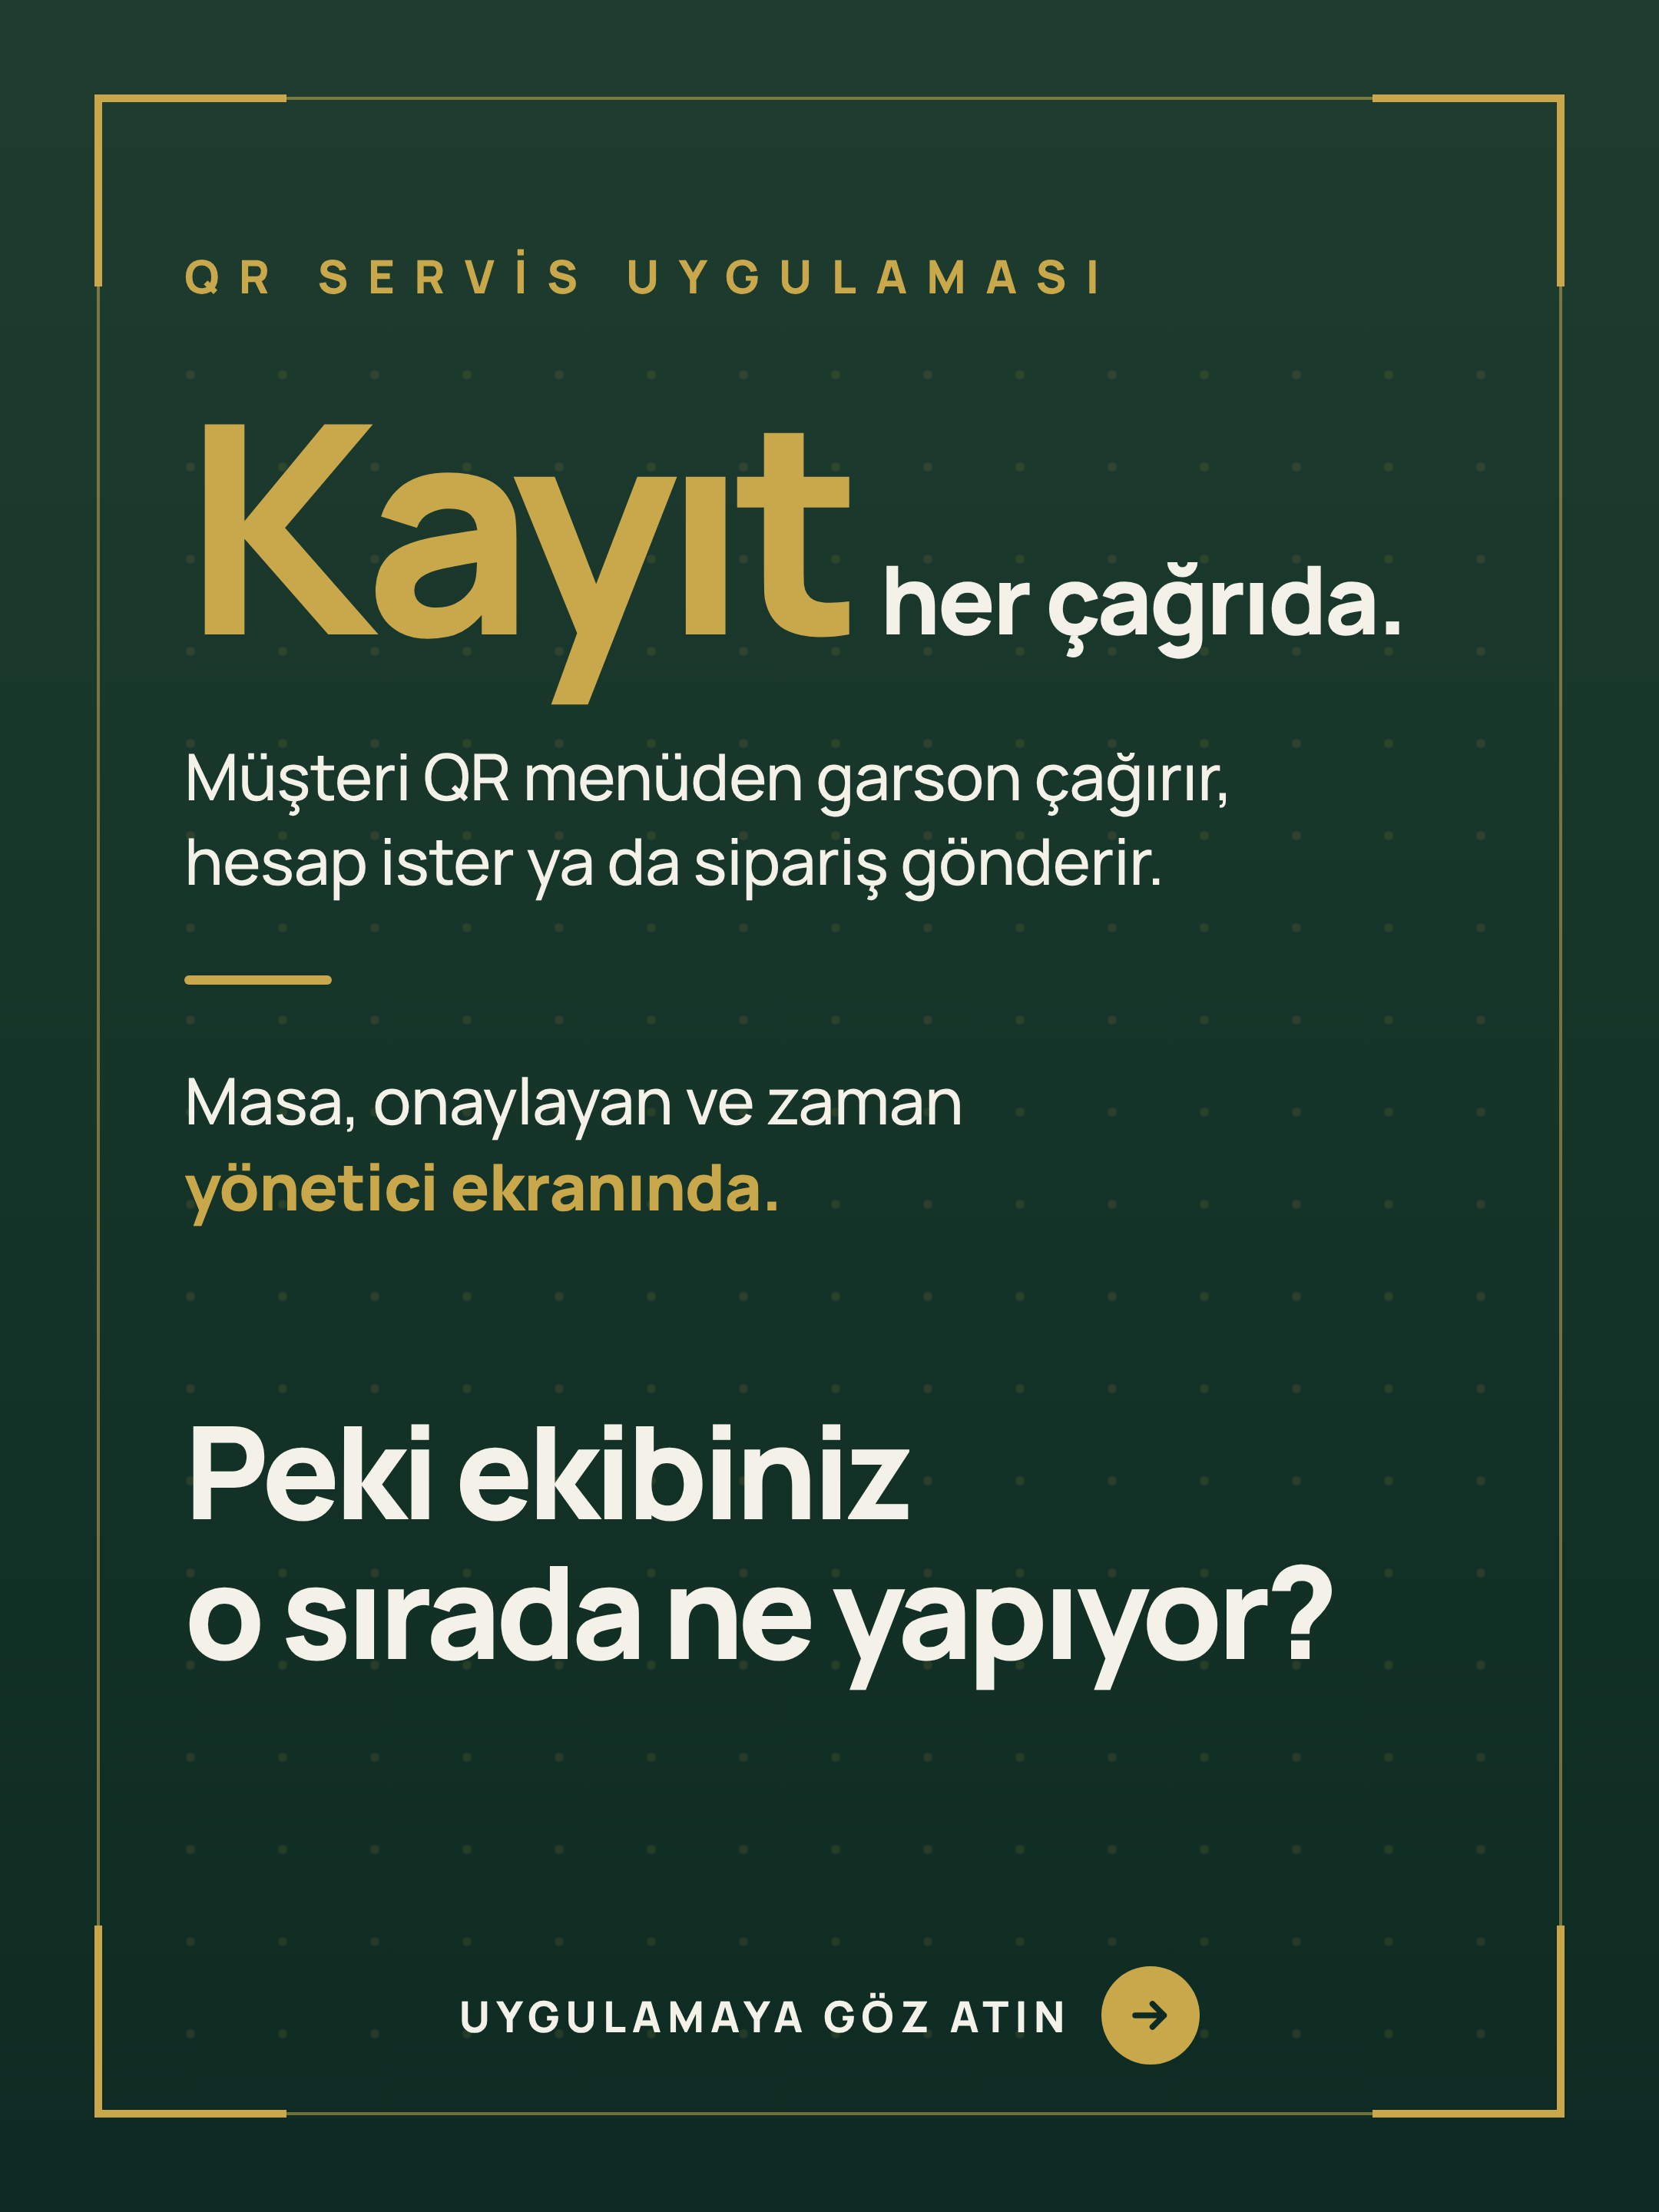 QR SERVİS UYGULAMASI
Kayıt her çağrıda.
Müşteri QR menüden garson çağırır,
hesap ister ya da sipariş gönderir.
Masa, onaylayan ve zaman
yönetici ekranında.
Peki ekibiniz
o sırada ne yapıyor?
UYGULAMAYA GÖZ ATIN